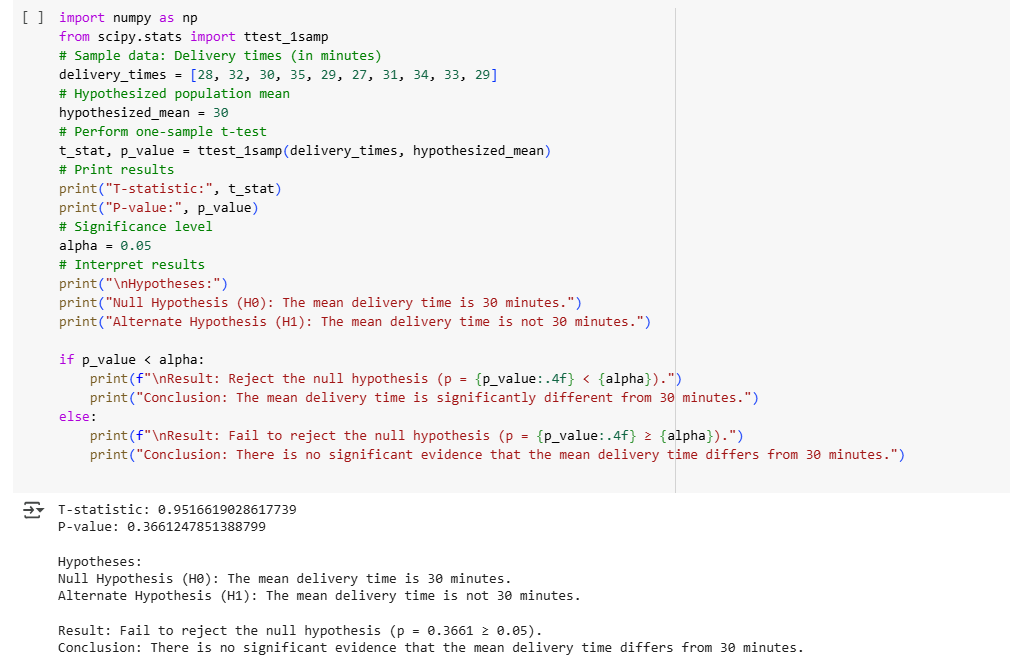 [ ] import numpy as np
from scipy.stats import ttest_1samp
# Sample data: Delivery times (in minutes)
delivery_times = [28, 32, 30, 35, 29, 27, 31, 34, 33, 29]
# Hypothesized population mean
hypothesized_mean = 30
# Perform one-sample t-test
t_stat, p_value = ttest_1samp(delivery_times, hypothesized_mean)
# Print results
print("T-statistic:", t_stat)
print("P-value:", p_value)
# Significance level
alpha = 0.05
# Interpret results
print("\nHypotheses:")
print("Null Hypothesis (H0): The mean delivery time is 30 minutes.")
print("Alternate Hypothesis (H1): The mean delivery time is not 30 minutes.")

if p_value < alpha:
    print(f"\nResult: Reject the null hypothesis (p = {p_value:.4f} < {alpha}).")
    print("Conclusion: The mean delivery time is significantly different from 30 minutes.")
else:
    print(f"\nResult: Fail to reject the null hypothesis (p = {p_value:.4f} ≥ {alpha}).")
    print("Conclusion: There is no significant evidence that the mean delivery time differs from 30 minutes.")

T-statistic: 0.9516619028617739
P-value: 0.3661247851388799

Hypotheses:
Null Hypothesis (H0): The mean delivery time is 30 minutes.
Alternate Hypothesis (H1): The mean delivery time is not 30 minutes.

Result: Fail to reject the null hypothesis (p = 0.3661 ≥ 0.05).
Conclusion: There is no significant evidence that the mean delivery time differs from 30 minutes.